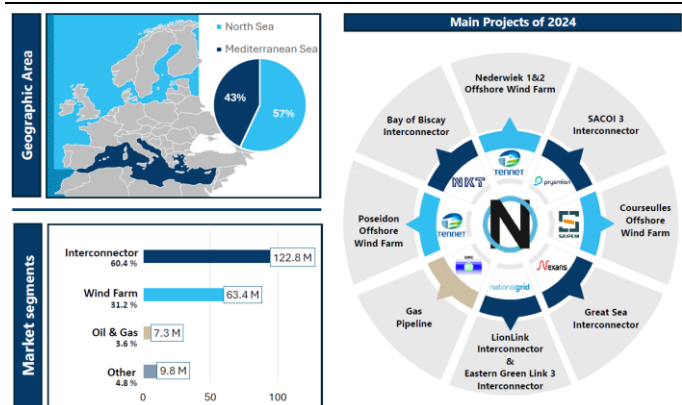 Geographic Area
North Sea
Mediterranean Sea
43%
57%
Market segments
Interconnector
60.4 %
122.8 M
Wind Farm
31.2 %
63.4 M
Oil & Gas
3.6 %
7.3 M
Other
4.8 %
9.8 M
0
50
100
Main Projects of 2024
Nederwiek 1&2
Offshore Wind Farm
SACOI 3
Interconnector
Courseulles
Offshore
Wind Farm
Great Sea
Interconnector
LionLink
Interconnector
&
Eastern Green Link 3
Interconnector
Gas
Pipeline
Poseidon
Offshore
Wind Farm
Bay of Biscay
Interconnector
TENNET
prysmian
SAIPEM
Nexans
nationalgrid
TENNET
NKT
N